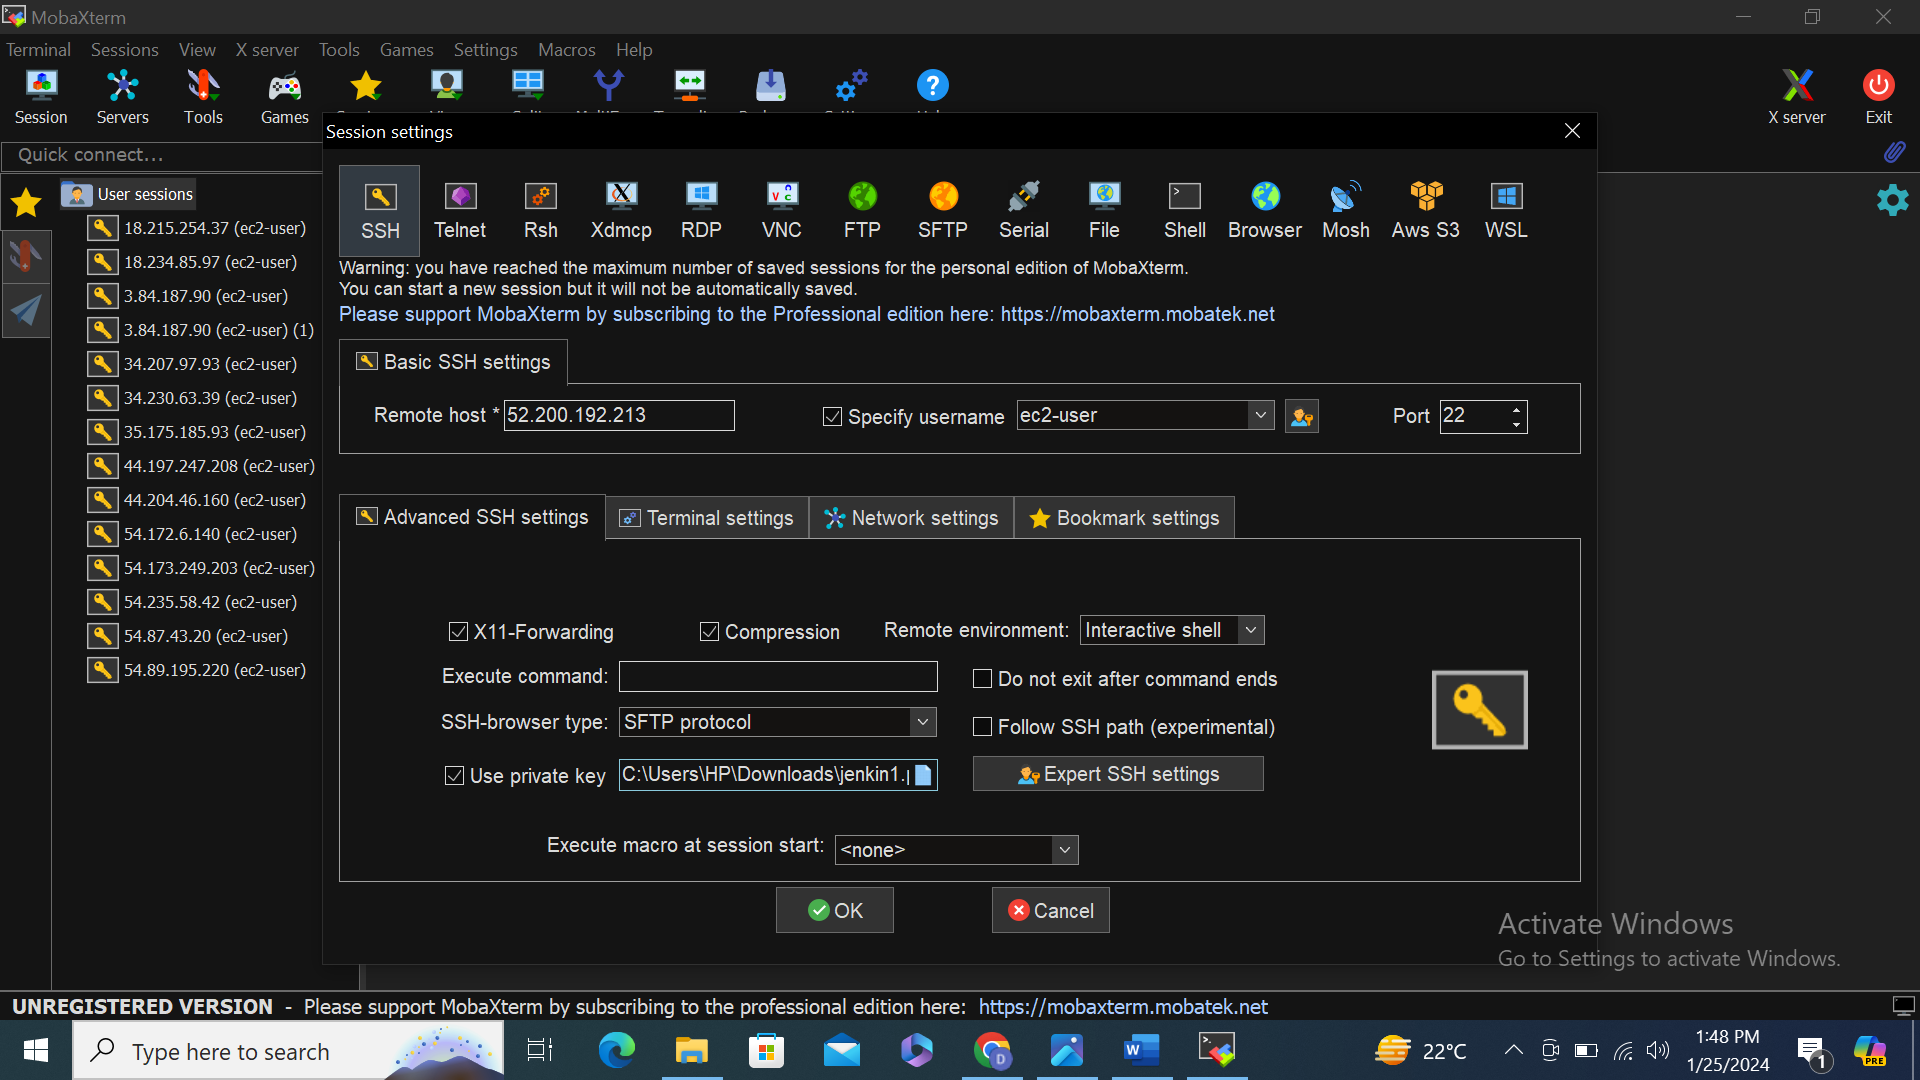 MobaXterm
Terminal Sessions View X server Tools Games Settings Macros Help
Session Servers Tools Games X server Exit
Quick connect...
Session settings
User sessions
18.215.254.37 (ec2-user)
18.234.85.97 (ec2-user)
3.84.187.90 (ec2-user)
3.84.187.90 (ec2-user) (1)
34.207.97.93 (ec2-user)
34.230.63.39 (ec2-user)
35.175.185.93 (ec2-user)
44.197.247.208 (ec2-user)
44.204.46.160 (ec2-user)
54.172.6.140 (ec2-user)
54.173.249.203 (ec2-user)
54.235.58.42 (ec2-user)
54.87.43.20 (ec2-user)
54.89.195.220 (ec2-user)
SSH Telnet Rsh Xdmcp RDP VNC FTP SFTP Serial File Shell Browser Mosh Aws S3 WSL
Warning: you have reached the maximum number of saved sessions for the personal edition of MobaXterm.
You can start a new session but it will not be automatically saved.
Please support MobaXterm by subscribing to the Professional edition here: https://mobaxterm.mobatek.net
Basic SSH settings
Remote host * 52.200.192.213 Specify username ec2-user Port 22
Advanced SSH settings Terminal settings Network settings Bookmark settings
X11-Forwarding Compression Remote environment: Interactive shell
Execute command: Do not exit after command ends
SSH-browser type: SFTP protocol Follow SSH path (experimental)
Use private key C:\Users\HP\Downloads\jenkin1. Expert SSH settings
Execute macro at session start: <none>
OK Cancel
Activate Windows
Go to Settings to activate Windows.
UNREGISTERED VERSION - Please support MobaXterm by subscribing to the professional edition here: https://mobaxterm.mobatek.net
Type here to search
22°C
1:48 PM
1/25/2024
1
PRE